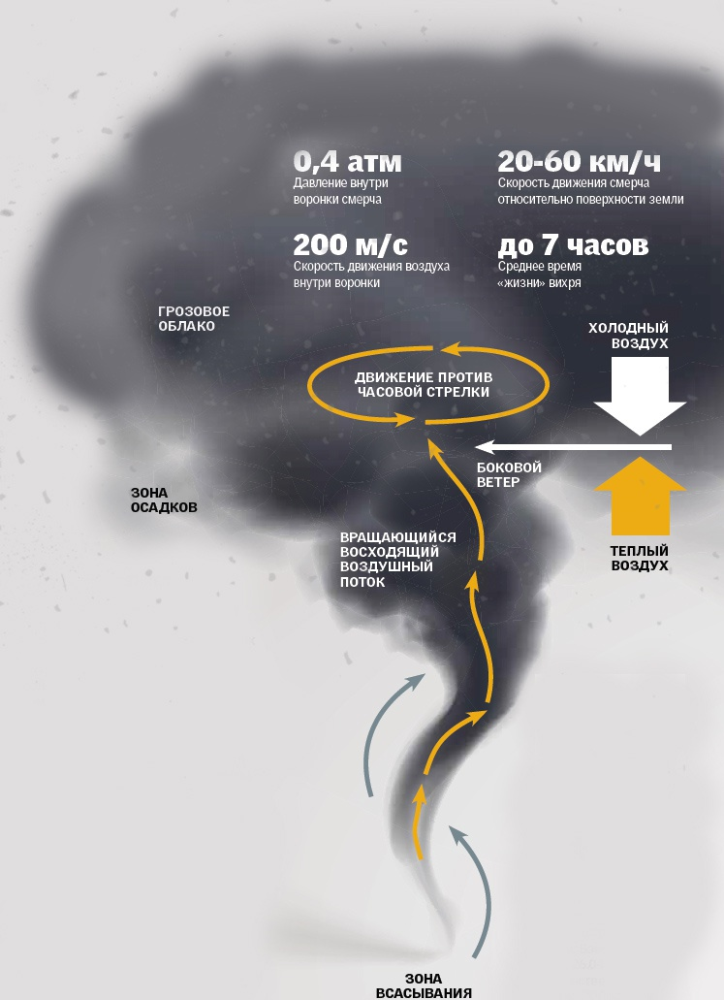 0,4 атм
Давление внутри
воронки смерча
20-60 км/ч
Скорость движения смерча
относительно поверхности земли
200 м/с
Скорость движения воздуха
внутри воронки
до 7 часов
Среднее время
«жизни» вихря
ГРОЗОВОЕ
ОБЛАКО
ХОЛОДНЫЙ
ВОЗДУХ
ДВИЖЕНИЕ ПРОТИВ
ЧАСОВОЙ СТРЕЛКИ
БОКОВОЙ
ВЕТЕР
ЗОНА
ОСАДКОВ
ВРАЩАЮЩИЙСЯ
ВОСХОДЯЩИЙ
ВОЗДУШНЫЙ
ПОТОК
ТЕПЛЫЙ
ВОЗДУХ
ЗОНА
ВСАСЫВАНИЯ